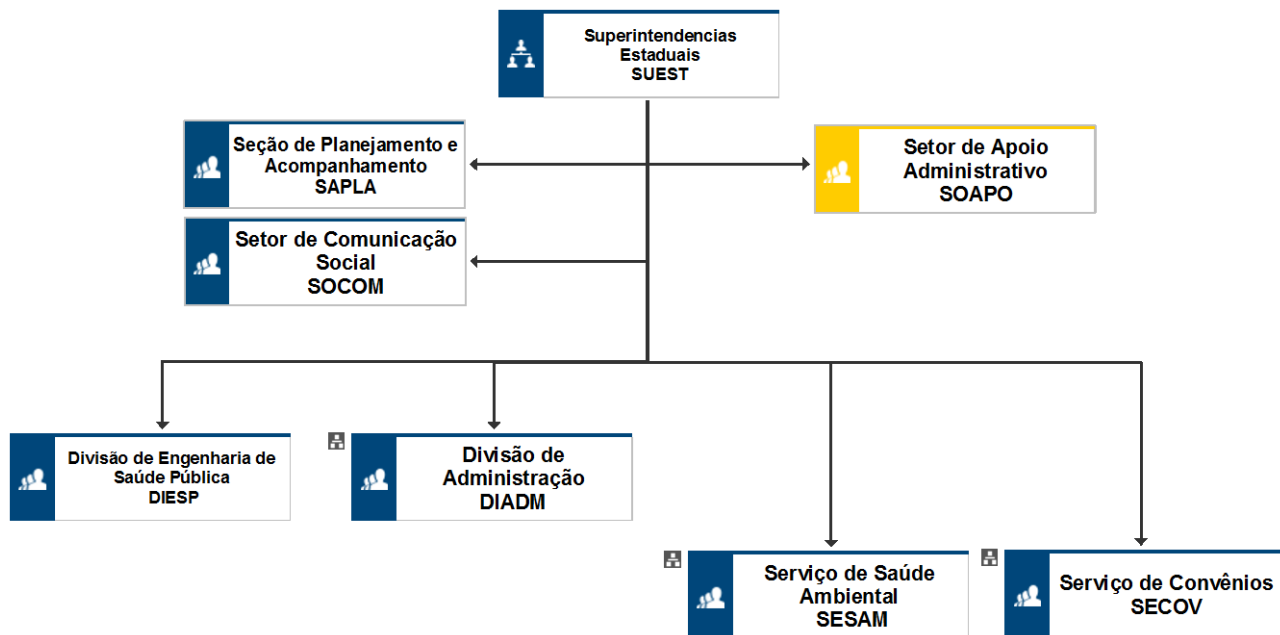 Superintendencias
Estaduais
SUEST
Seção de Planejamento e
Acompanhamento
SAPLA
Setor de Apoio
Administrativo
SOAPO
Setor de Comunicação
Social
SOCOM
Divisão de Engenharia de
Saúde Pública
DIESP
Divisão de
Administração
DIADM
Serviço de Saúde
Ambiental
SESAM
Serviço de Convênios
SECOV